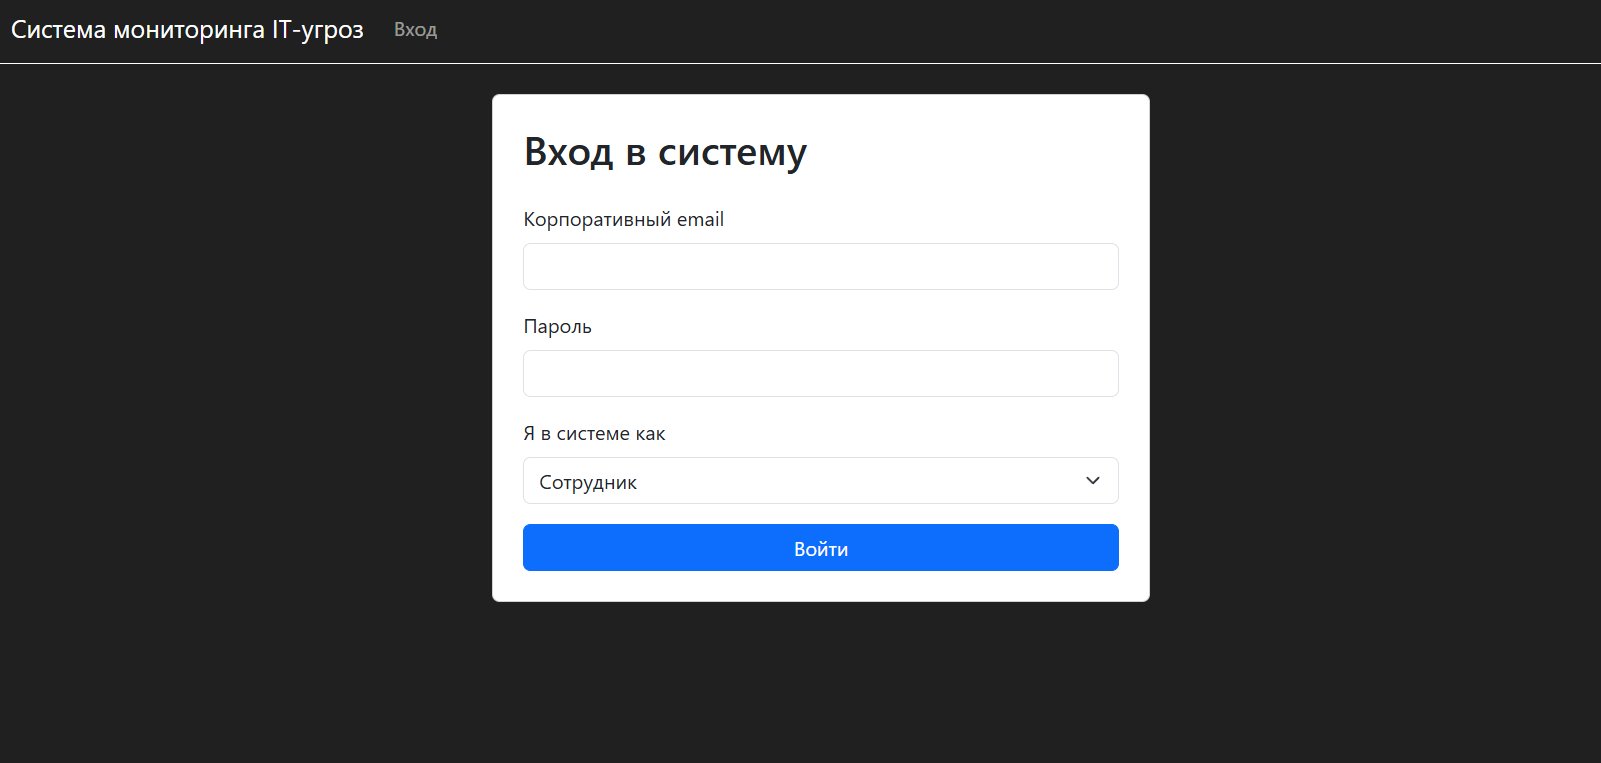 Система мониторинга IT-угроз Вход
Вход в систему
Корпоративный email
Пароль
Я в системе как
Сотрудник
Войти